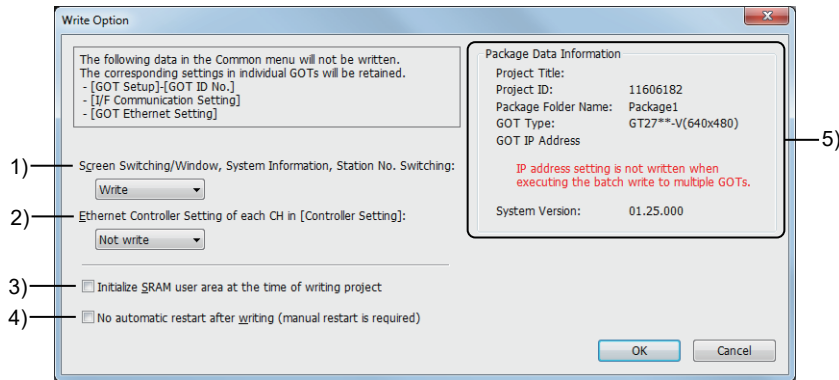 Write Option
The following data in the Common menu will not be written.
The corresponding settings in individual GOTs will be retained.
- [GOT Setup]-[GOT ID No.]
- [I/F Communication Setting]
- [GOT Ethernet Setting]
1)
Screen Switching/Window, System Information, Station No. Switching:
Write
2)
Ethernet Controller Setting of each CH in [Controller Setting]:
Not write
3)
Initialize SRAM user area at the time of writing project
4)
No automatic restart after writing (manual restart is required)
Package Data Information
Project Title:
Project ID: 11606182
Package Folder Name: Package1
GOT Type: GT27**-V(640x480)
GOT IP Address
5)
IP address setting is not written when
executing the batch write to multiple GOTs.
System Version: 01.25.000
OK
Cancel